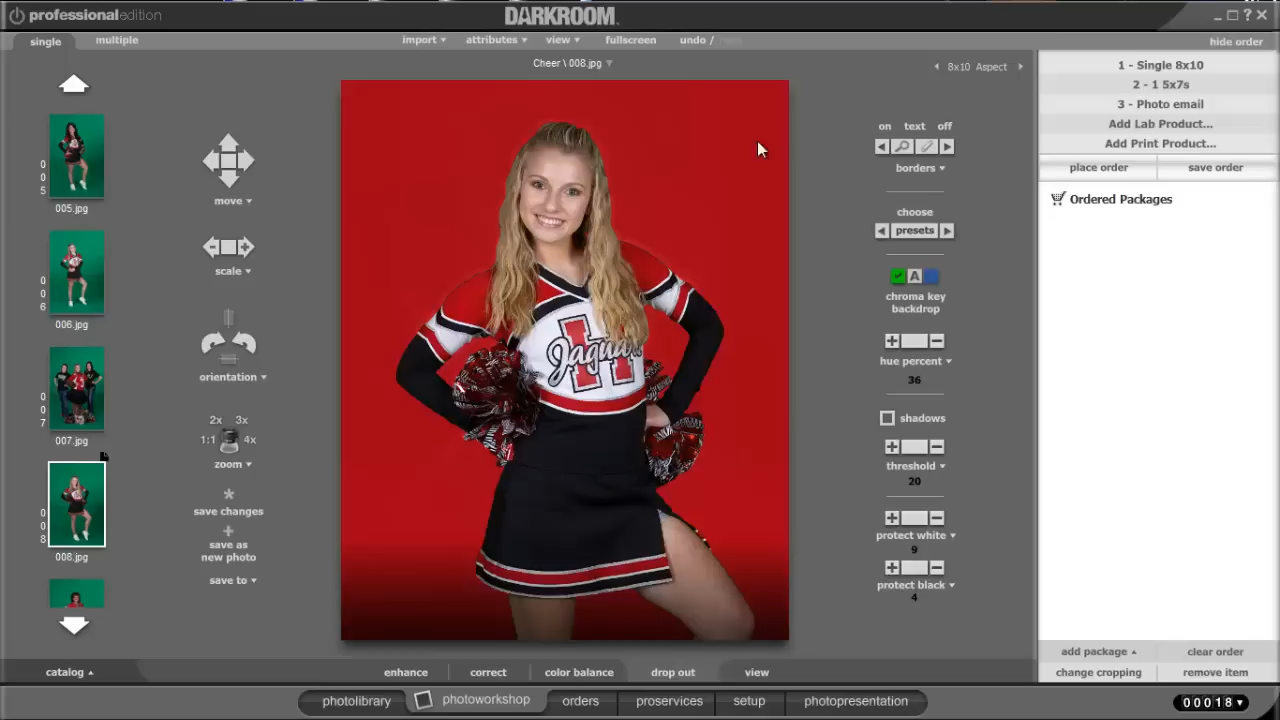 professionaledition
DARKROOM
single
multiple
import
attributes
view
fullscreen
undo /
hide order
Cheer \ 008.jpg
8x10 Aspect
1 - Single 8x10
2 - 1 5x7s
3 - Photo email
Add Lab Product...
Add Print Product...
place order
save order
Ordered Packages
005
005.jpg
006
006.jpg
007
007.jpg
008
008.jpg
move
scale
orientation
2x 3x
1:1 4x
zoom
save changes
save as
new photo
save to
on text off
borders
choose
presets
A
chroma key
backdrop
hue percent
36
shadows
threshold
20
protect white
9
protect black
4
Jaguars
H
add package
clear order
change cropping
remove item
catalog
enhance
correct
color balance
drop out
view
photolibrary
photoworkshop
orders
proservices
setup
photopresentation
00018